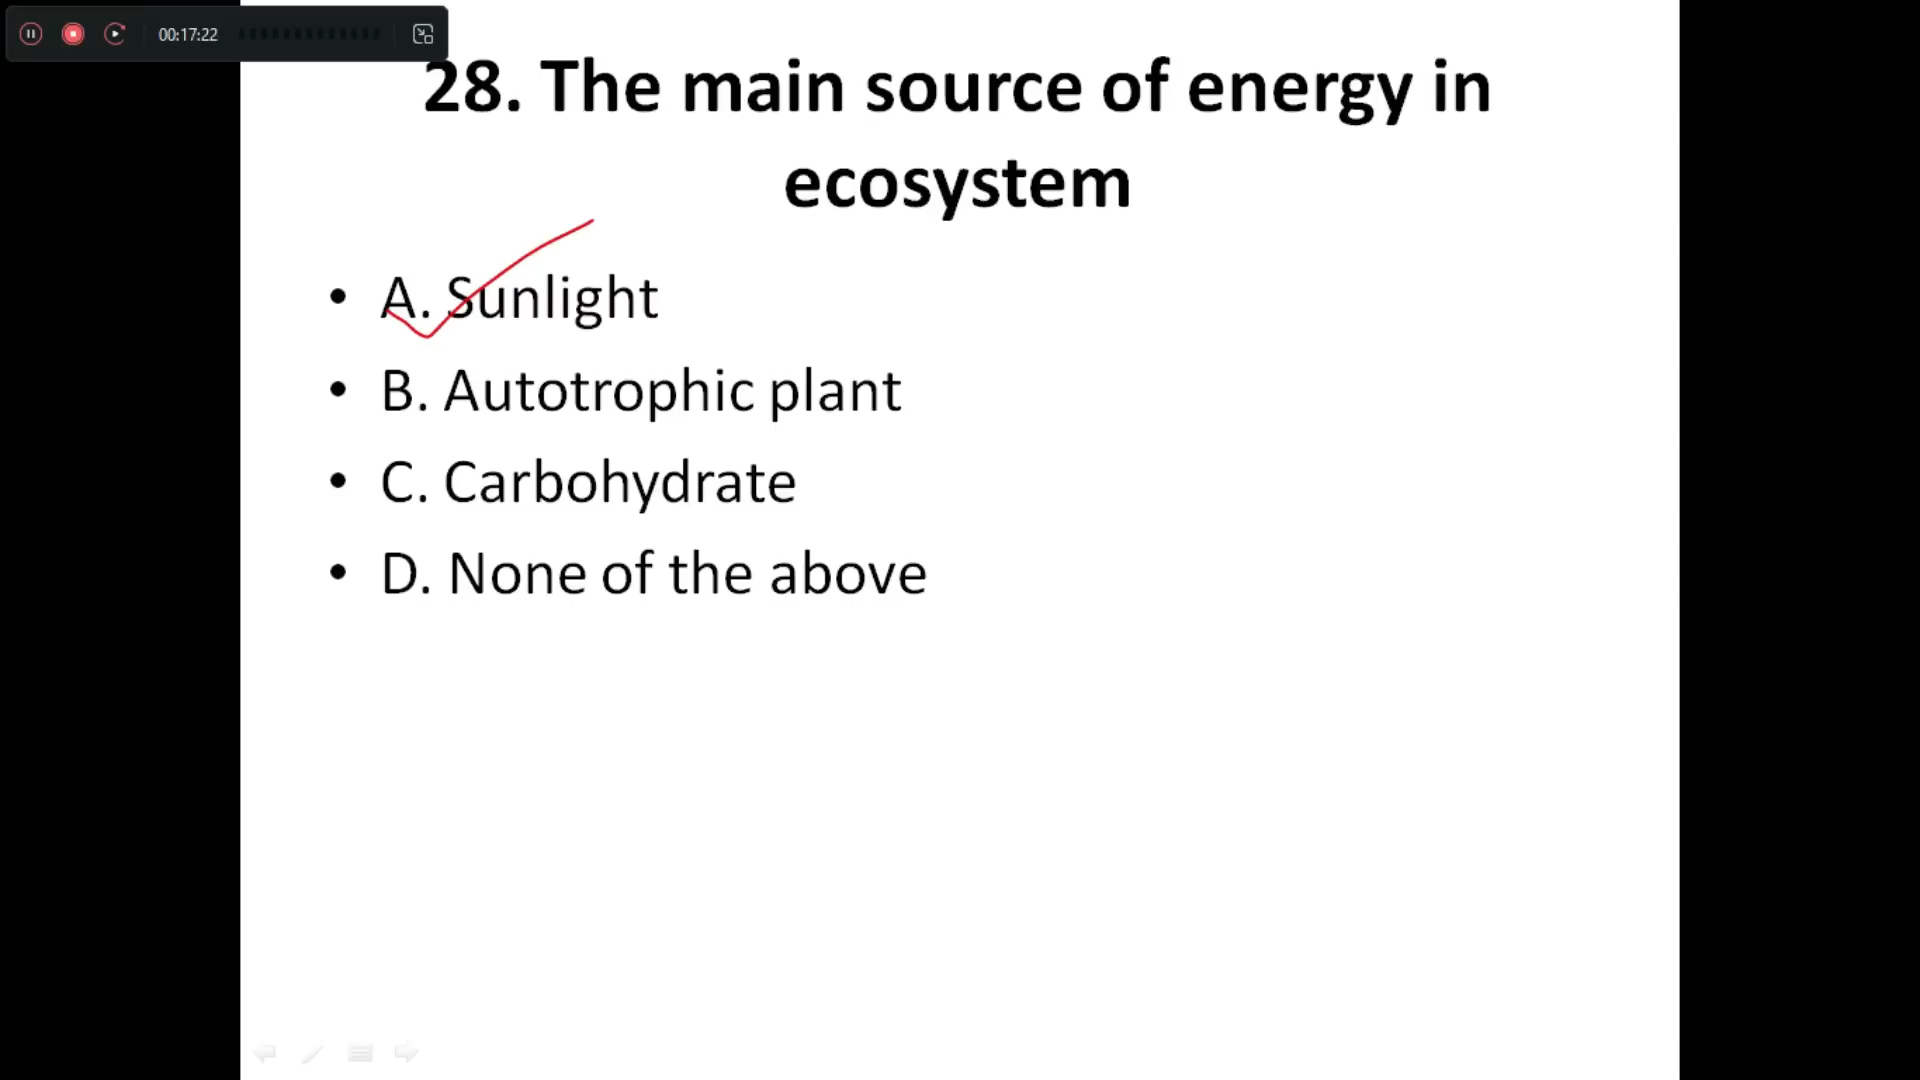 00:17:22
28. The main source of energy in
ecosystem
• A. Sunlight
• B. Autotrophic plant
• C. Carbohydrate
• D. None of the above